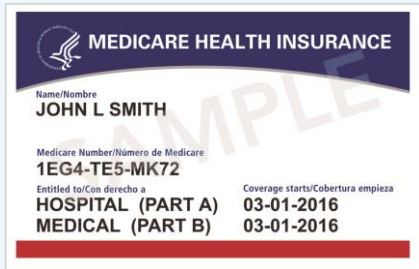 MEDICARE HEALTH INSURANCE
SAMPLE
Name/Nombre
JOHN L SMITH
Medicare Number/Número de Medicare
1EG4-TE5-MK72
Entitled to/Con derecho a Coverage starts/Cobertura empieza
HOSPITAL (PART A) 03-01-2016
MEDICAL (PART B) 03-01-2016